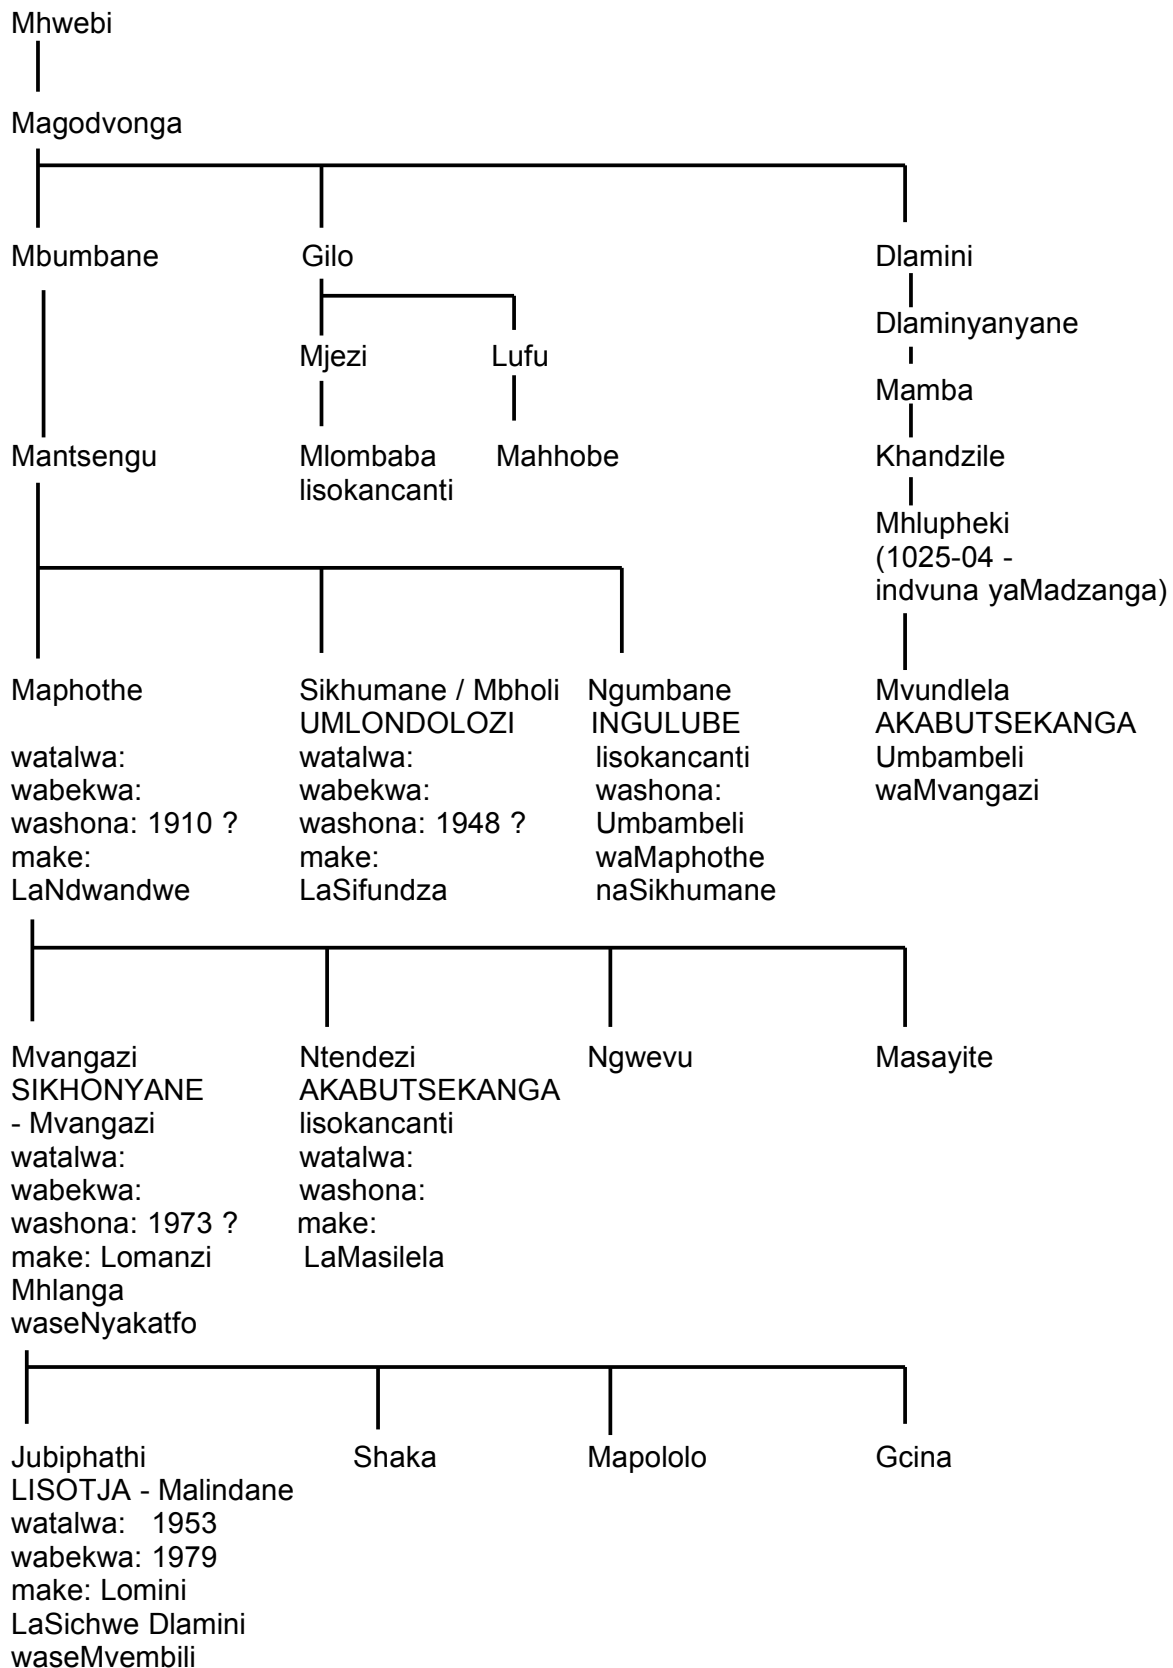 Mhwebi
Magodvonga
Mbumbane Gilo Dlamini
Dlaminyanyane
Mjezi Lufu
Mamba
Mantsengu Mlombaba Mahhobe Khandzile
lisokancanti
Mhlupheki
(1025-04 -
indvuna yaMadzanga)
Maphothe Sikhumane / Mbholi Ngumbane Mvundlela
UMLONDOLOZI INGULUBE AKABUTSEKANGA
watalwa: watalwa: lisokancanti Umbambeli
wabekwa: wabekwa: washona: waMvangazi
washona: 1910 ? washona: 1948 ? Umbambeli
make: make: waMaphothe
LaNdwandwe LaSifundza naSikhumane
Mvangazi Ntendezi Ngwevu Masayite
SIKHONYANE AKABUTSEKANGA
- Mvangazi lisokancanti
watalwa: watalwa:
wabekwa: washona:
washona: 1973 ? make:
make: Lomanzi LaMasilela
Mhlanga
waseNyakatfo
Jubiphathi Shaka Mapololo Gcina
LISOTJA - Malindane
watalwa: 1953
wabekwa: 1979
make: Lomini
LaSichwe Dlamini
waseMvembili